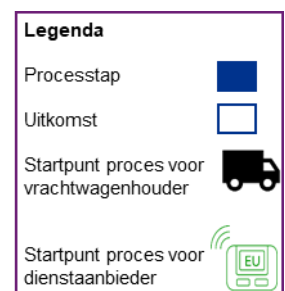 Legenda
Processtap
Uitkomst
Startpunt proces voor
vrachtwagenhouder
Startpunt proces voor
dienstaanbieder
EU